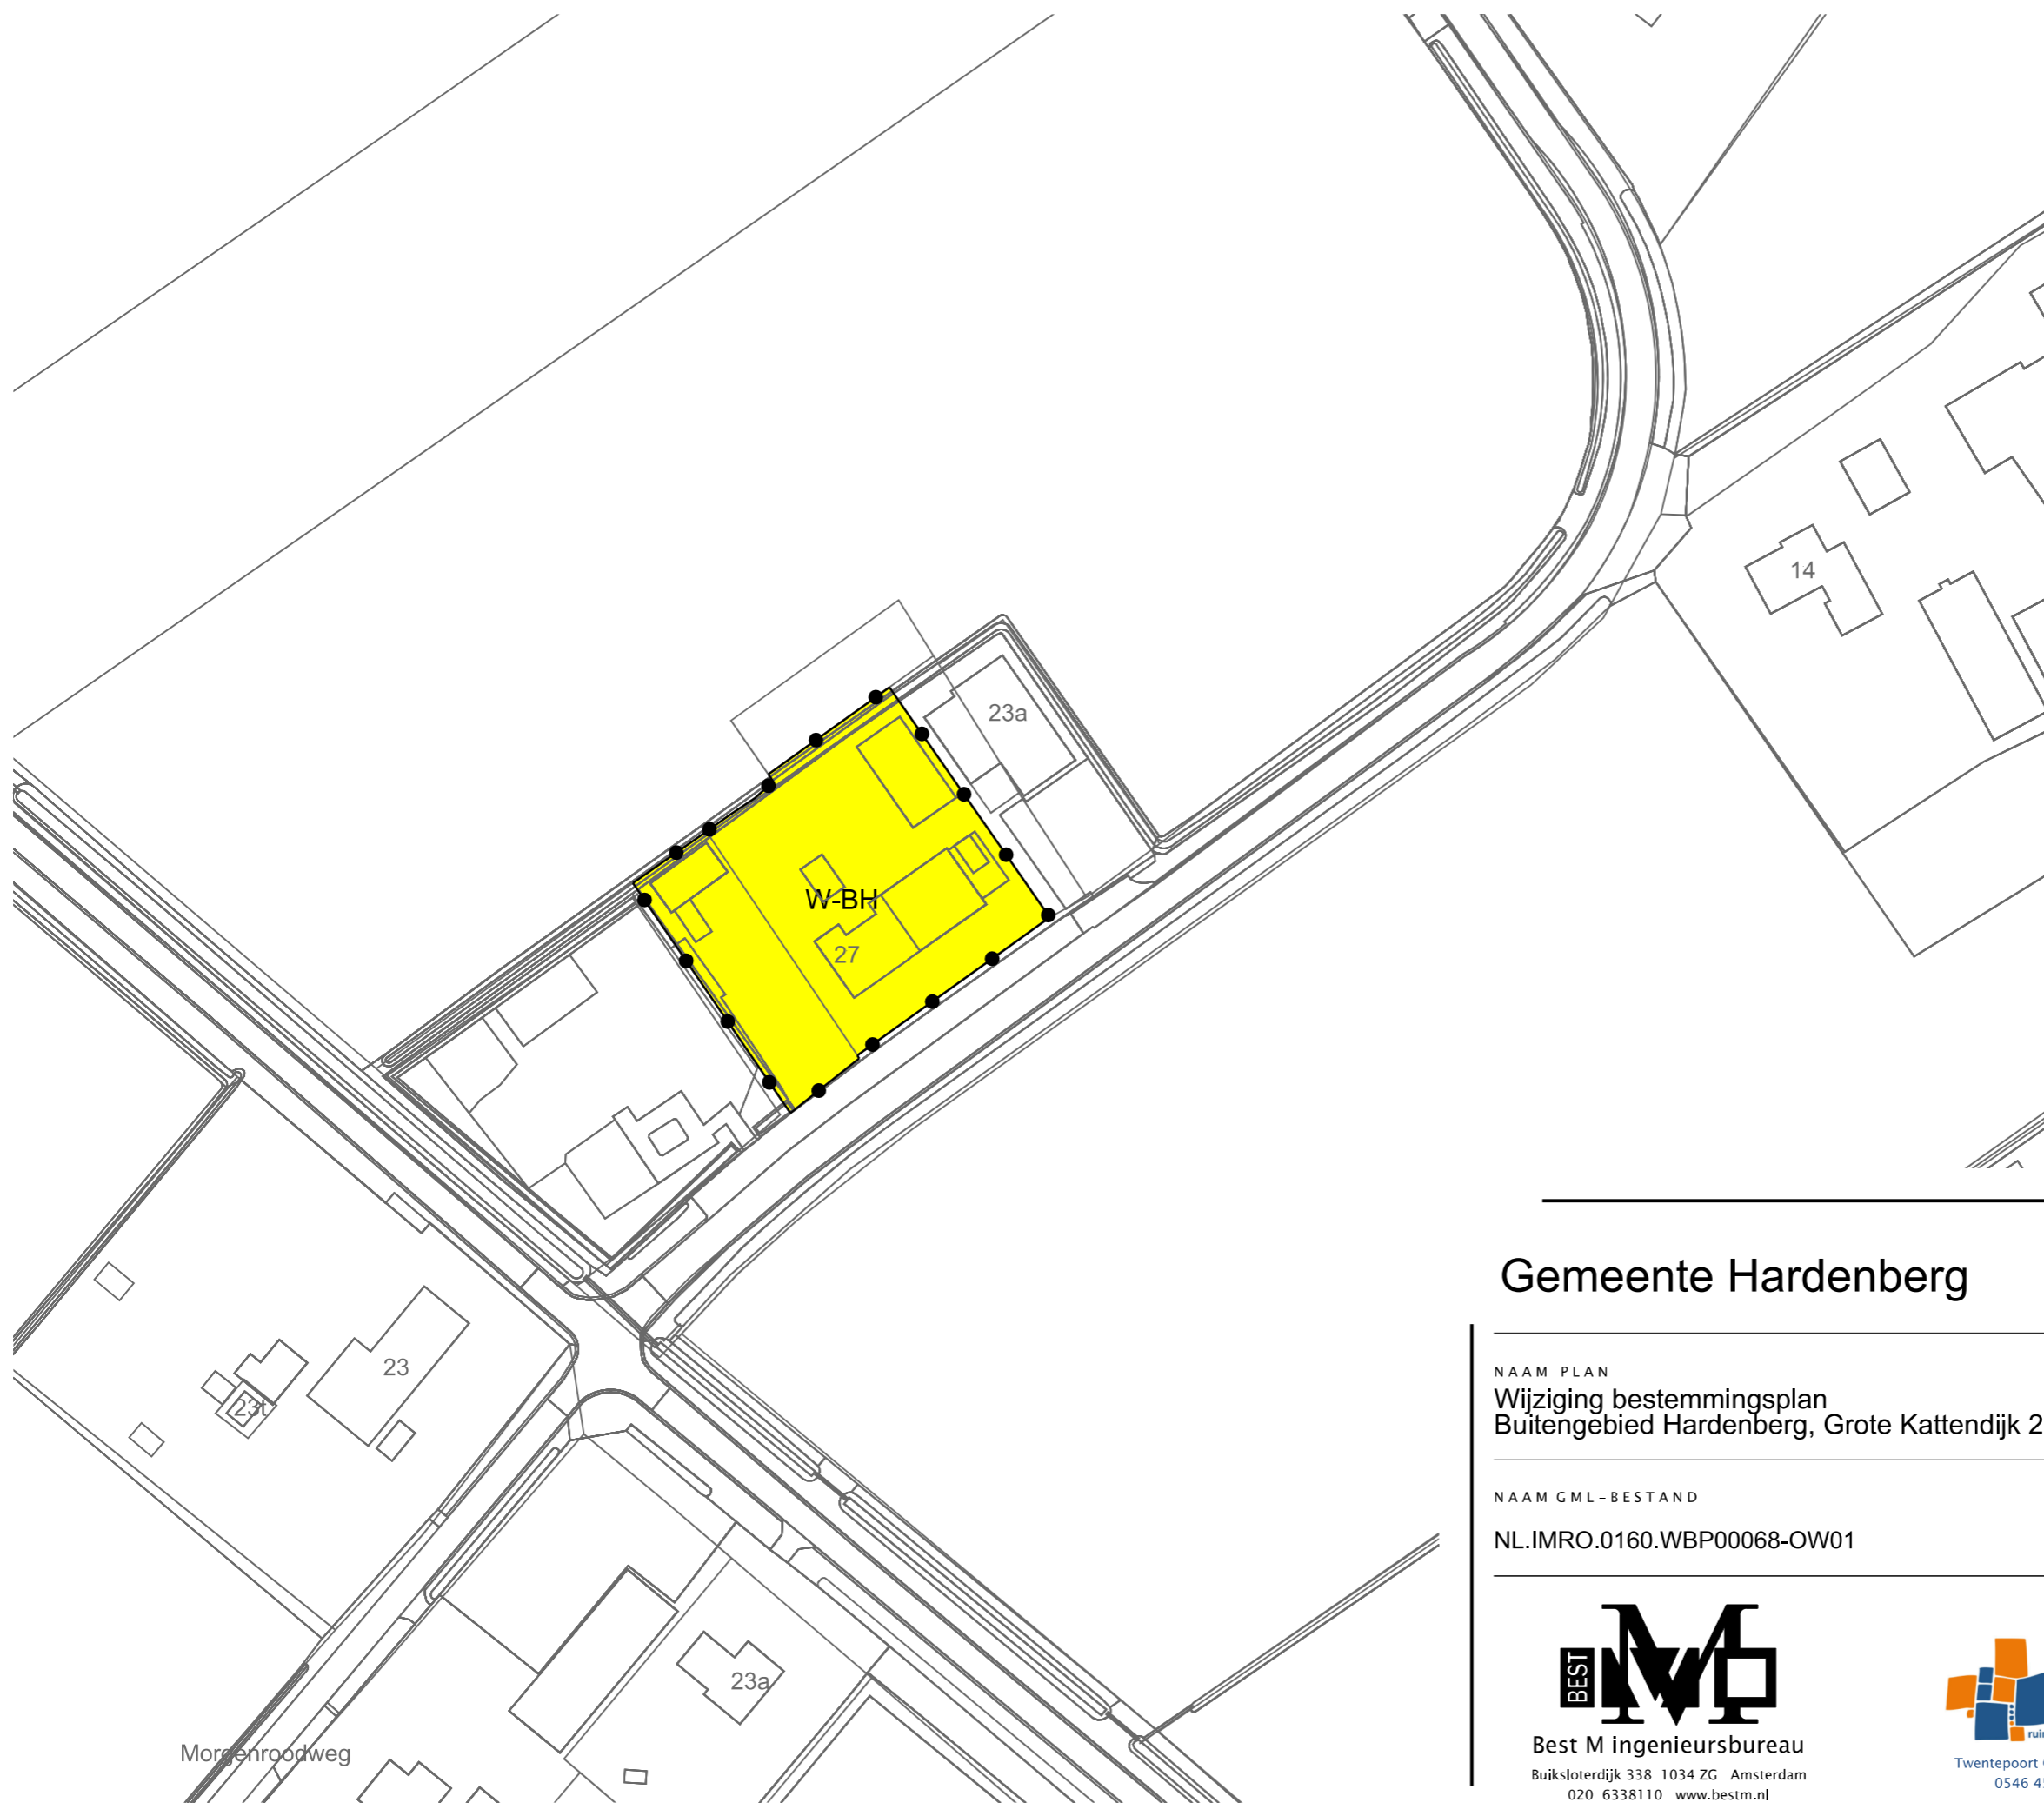 14
23a
W-BH
27
23
23t
23a
Morgenroodweg
Gemeente Hardenberg
NAAM PLAN
Wijziging bestemmingsplan
Buitengebied Hardenberg, Grote Kattendijk 2
NAAM GML-BESTAND
NL.IMRO.0160.WBP00068-OW01
BEST
M
Best M ingenieursbureau
Buiksloterdijk 338 1034 ZG Amsterdam
020 6338110 www.bestm.nl
Twentepoort
0546 4